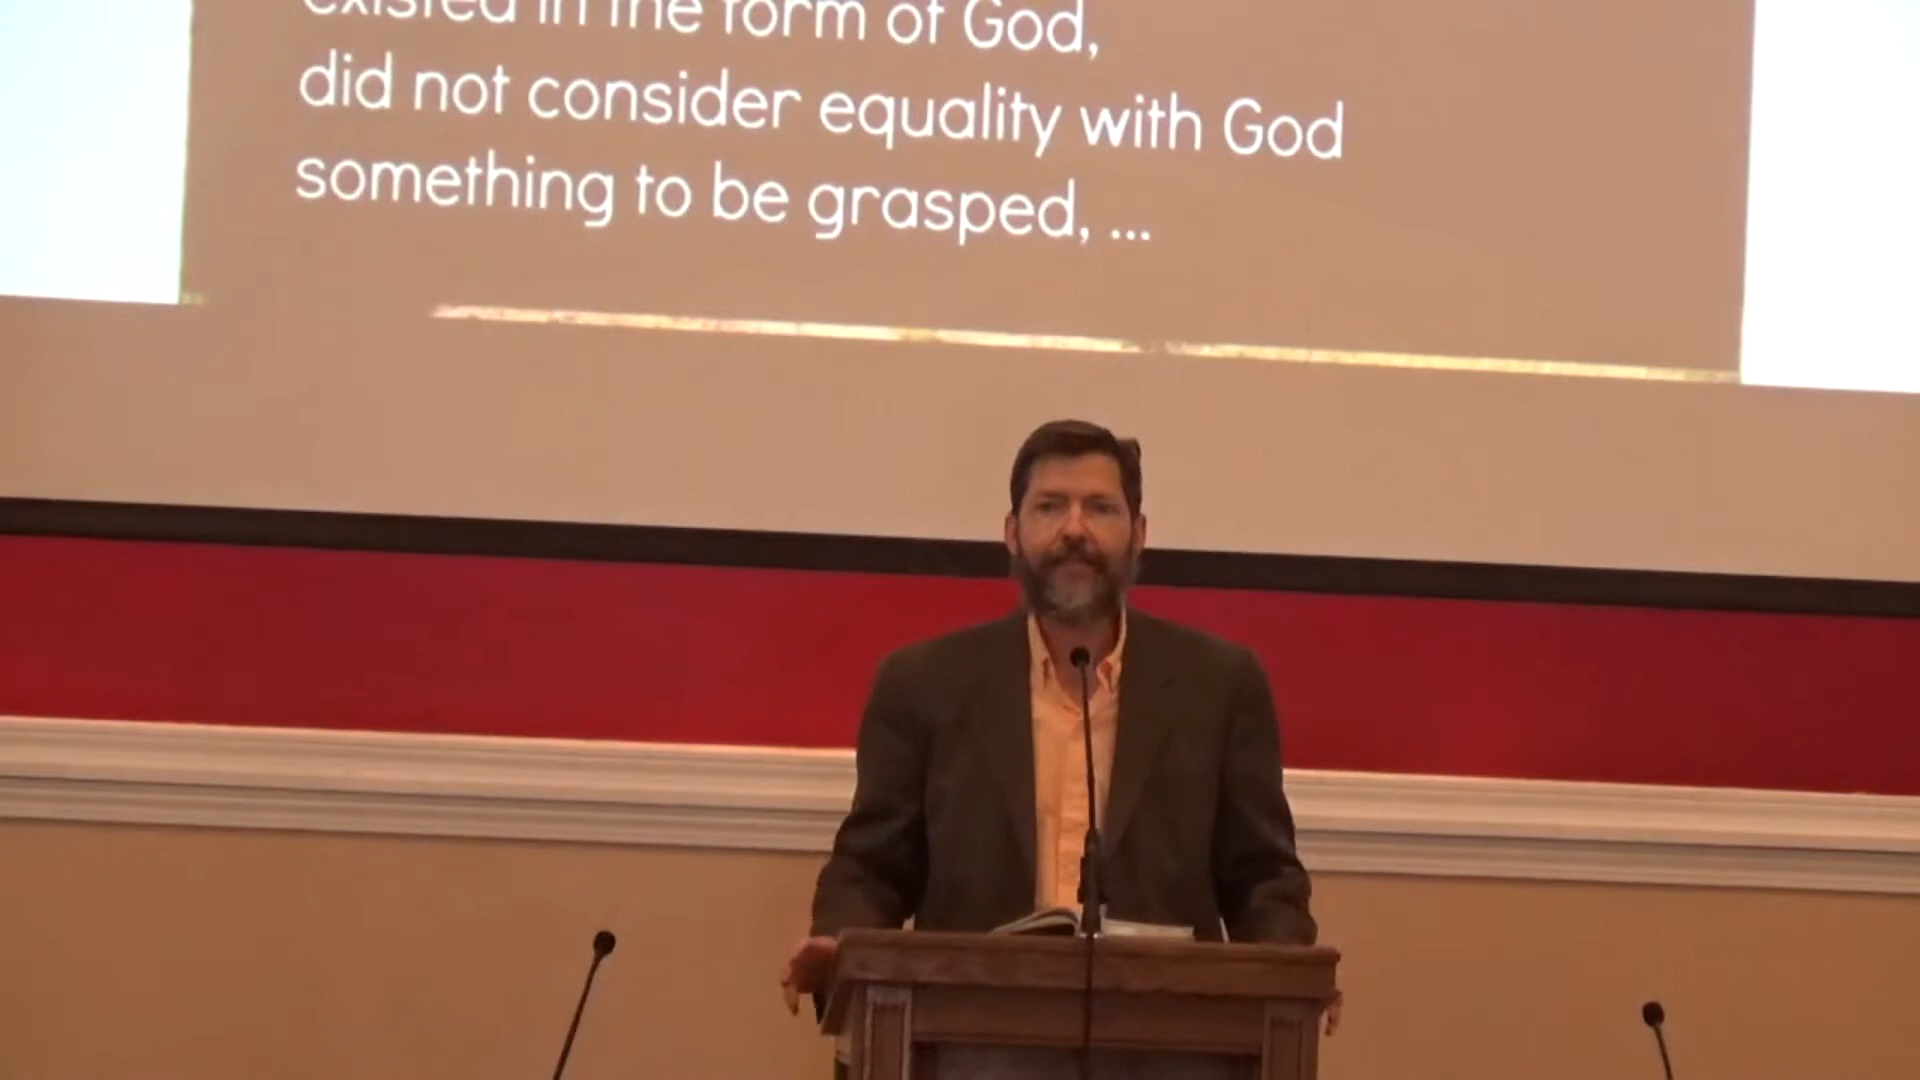 existed in the form of God,
did not consider equality with God
something to be grasped, ...